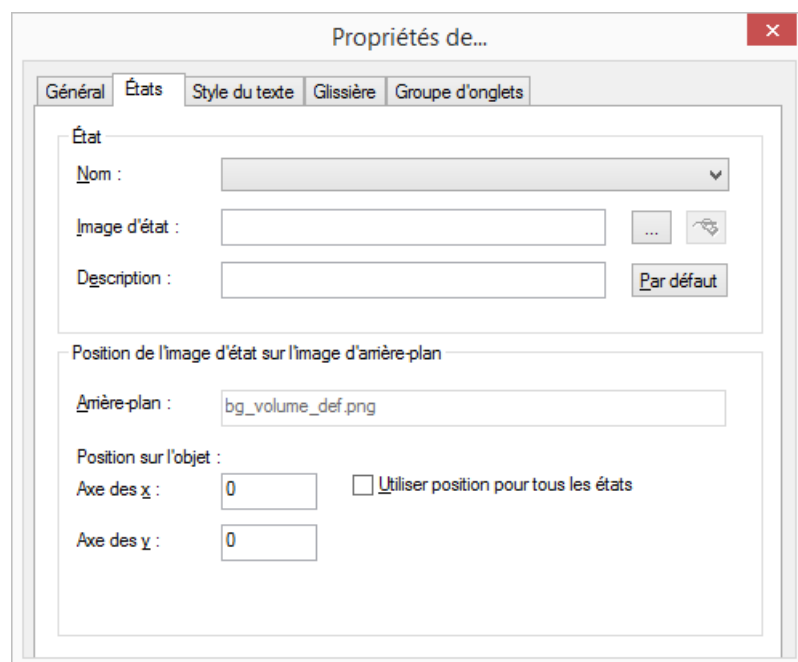 Propriétés de...
Général États Style du texte Glissière Groupe d'onglets
État
Nom :
Image d'état : ...
Description : Par défaut
Position de l'image d'état sur l'image d'arrière-plan
Arrière-plan : bg_volume_def.png
Position sur l'objet :
Axe des x : 0 Utiliser position pour tous les états
Axe des y : 0